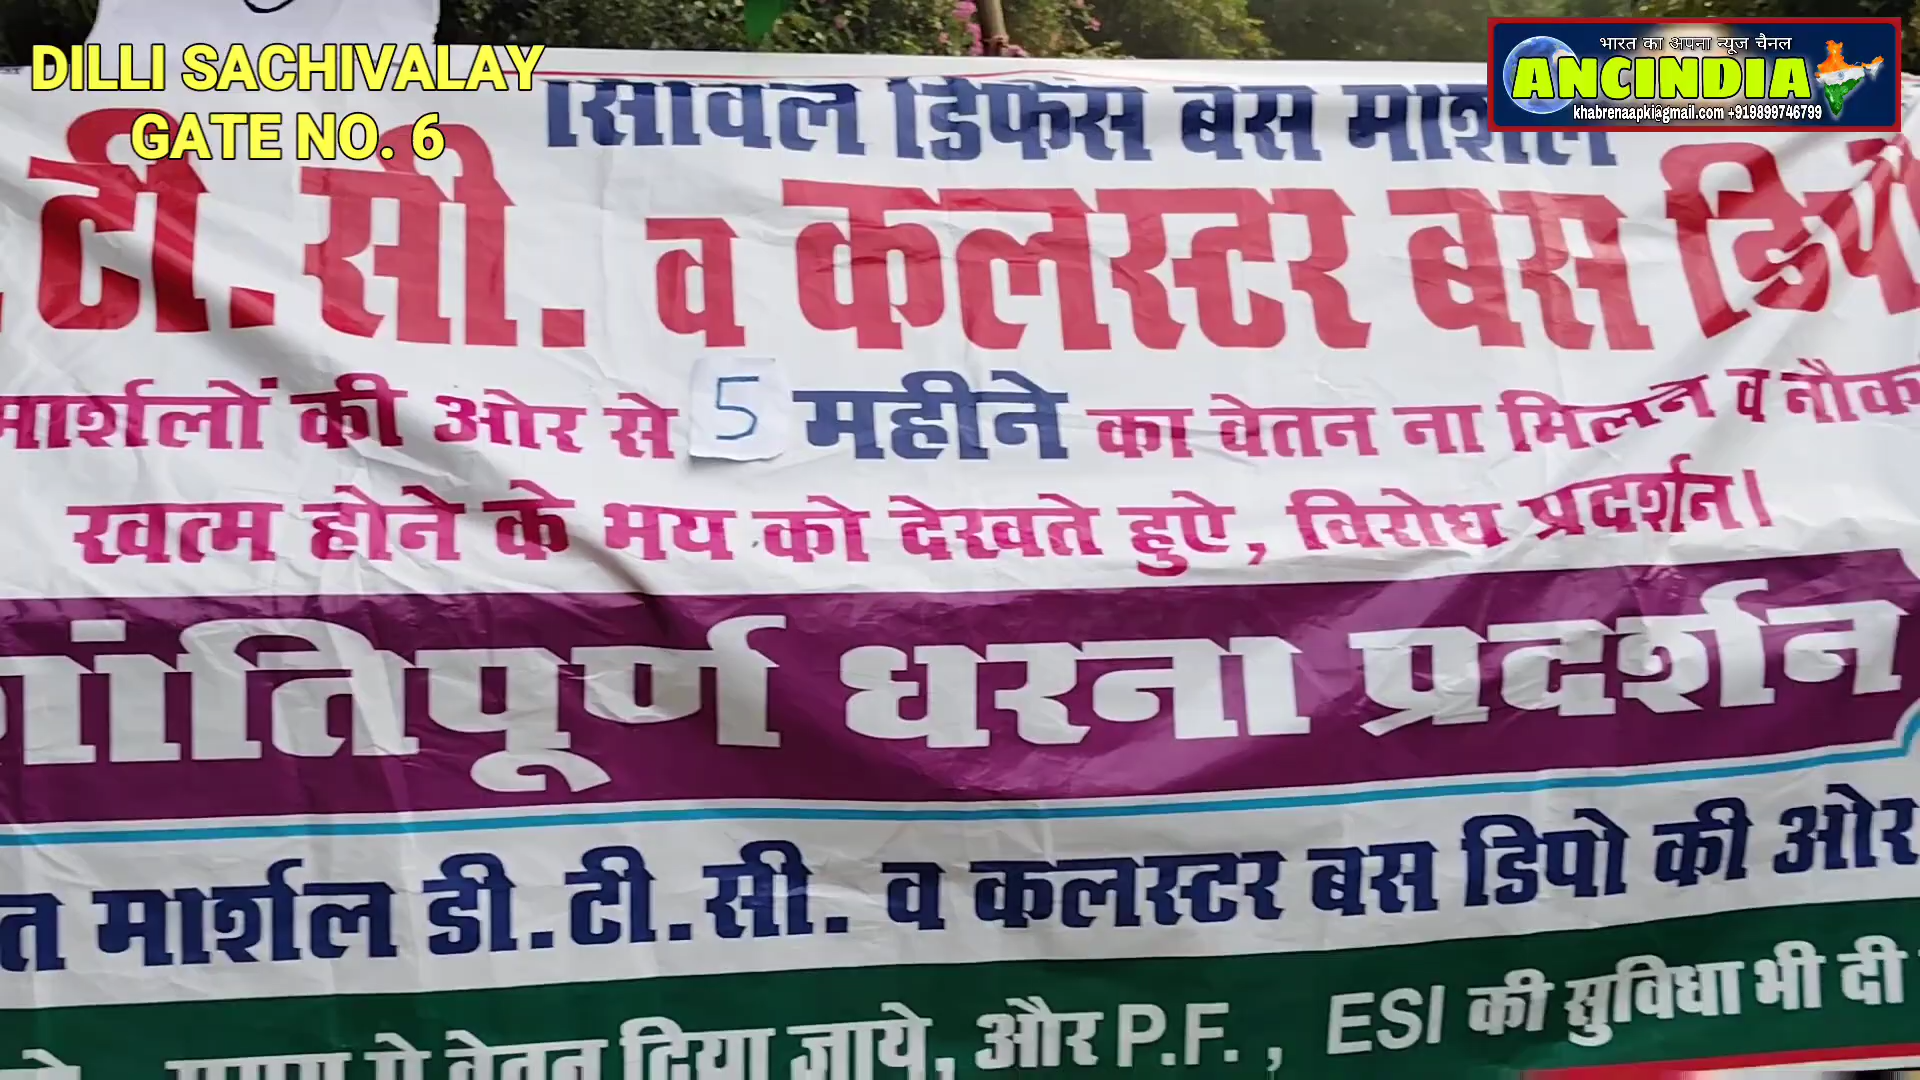 DILLI SACHIVALAY
GATE NO. 6
भारत का अपना न्यूज चैनल
ANCINDIA
khabrenaapki@gmail.com +919899746799
सिविल डिफेंस बस मार्शल
टी.सी. व कलस्टर बस डिपो
मार्शलों की ओर से 5 महीने का वेतन ना मिलने व नौक
खत्म होने के भय को देखते हुऐ, विरोध प्रदर्शन।
शांतिपूर्ण धरना प्रदर्शन
त मार्शल डी.टी.सी. व कलस्टर बस डिपो की ओर
वेतन दिया जाये, और P.F. , ESI की सुविधा भी दी